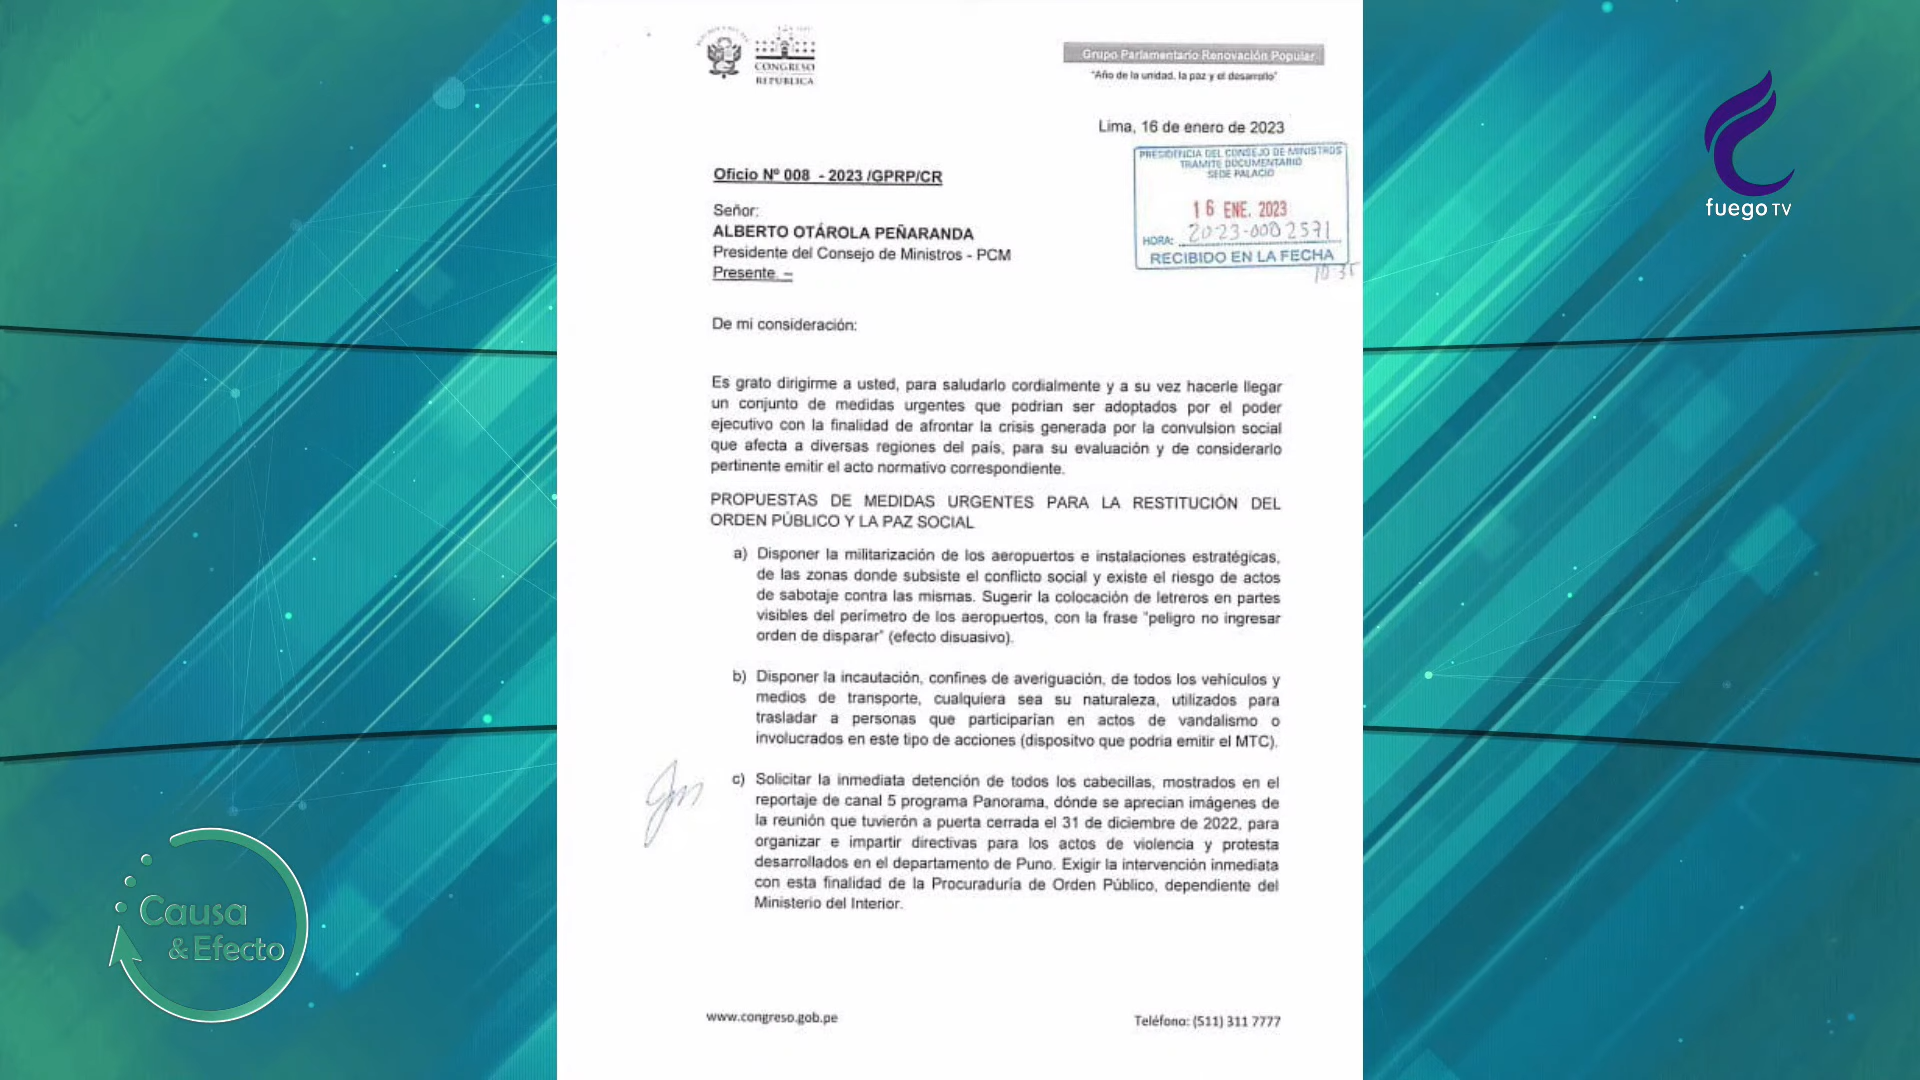 CONGRESO
REPÚBLICA
Grupo Parlamentario Renovación Popular
"Año de la unidad, la paz y el desarrollo"
Lima, 16 de enero de 2023
PRESIDENCIA DEL CONSEJO DE MINISTROS
TRAMITE DOCUMENTARIO
SEDE PALACIO
16 ENE. 2023
2023-0002571
HORA:
RECIBIDO EN LA FECHA
10:35
Oficio Nº 008 - 2023 /GPRP/CR
Señor:
ALBERTO OTÁROLA PEÑARANDA
Presidente del Consejo de Ministros - PCM
Presente. –
De mi consideración:
Es grato dirigirme a usted, para saludarlo cordialmente y a su vez hacerle llegar
un conjunto de medidas urgentes que podrian ser adoptados por el poder
ejecutivo con la finalidad de afrontar la crisis generada por la convulsion social
que afecta a diversas regiones del país, para su evaluación y de considerarlo
pertinente emitir el acto normativo correspondiente.
PROPUESTAS DE MEDIDAS URGENTES PARA LA RESTITUCIÓN DEL
ORDEN PÚBLICO Y LA PAZ SOCIAL
a) Disponer la militarización de los aeropuertos e instalaciones estratégicas,
de las zonas donde subsiste el conflicto social y existe el riesgo de actos
de sabotaje contra las mismas. Sugerir la colocación de letreros en partes
visibles del perímetro de los aeropuertos, con la frase "peligro no ingresar
orden de disparar" (efecto disuasivo).
b) Disponer la incautación, confines de averiguación, de todos los vehículos y
medios de transporte, cualquiera sea su naturaleza, utilizados para
trasladar a personas que participarían en actos de vandalismo o
involucrados en este tipo de acciones (dispositvo que podria emitir el MTC).
c) Solicitar la inmediata detención de todos los cabecillas, mostrados en el
reportaje de canal 5 programa Panorama, dónde se aprecian imágenes de
la reunión que tuvierón a puerta cerrada el 31 de diciembre de 2022, para
organizar e impartir directivas para los actos de violencia y protesta
desarrollados en el departamento de Puno. Exigir la intervención inmediata
con esta finalidad de la Procuraduría de Orden Público, dependiente del
Ministerio del Interior.
www.congreso.gob.pe
Teléfono: (511) 311 7777
fuego TV
Causa
& Efecto